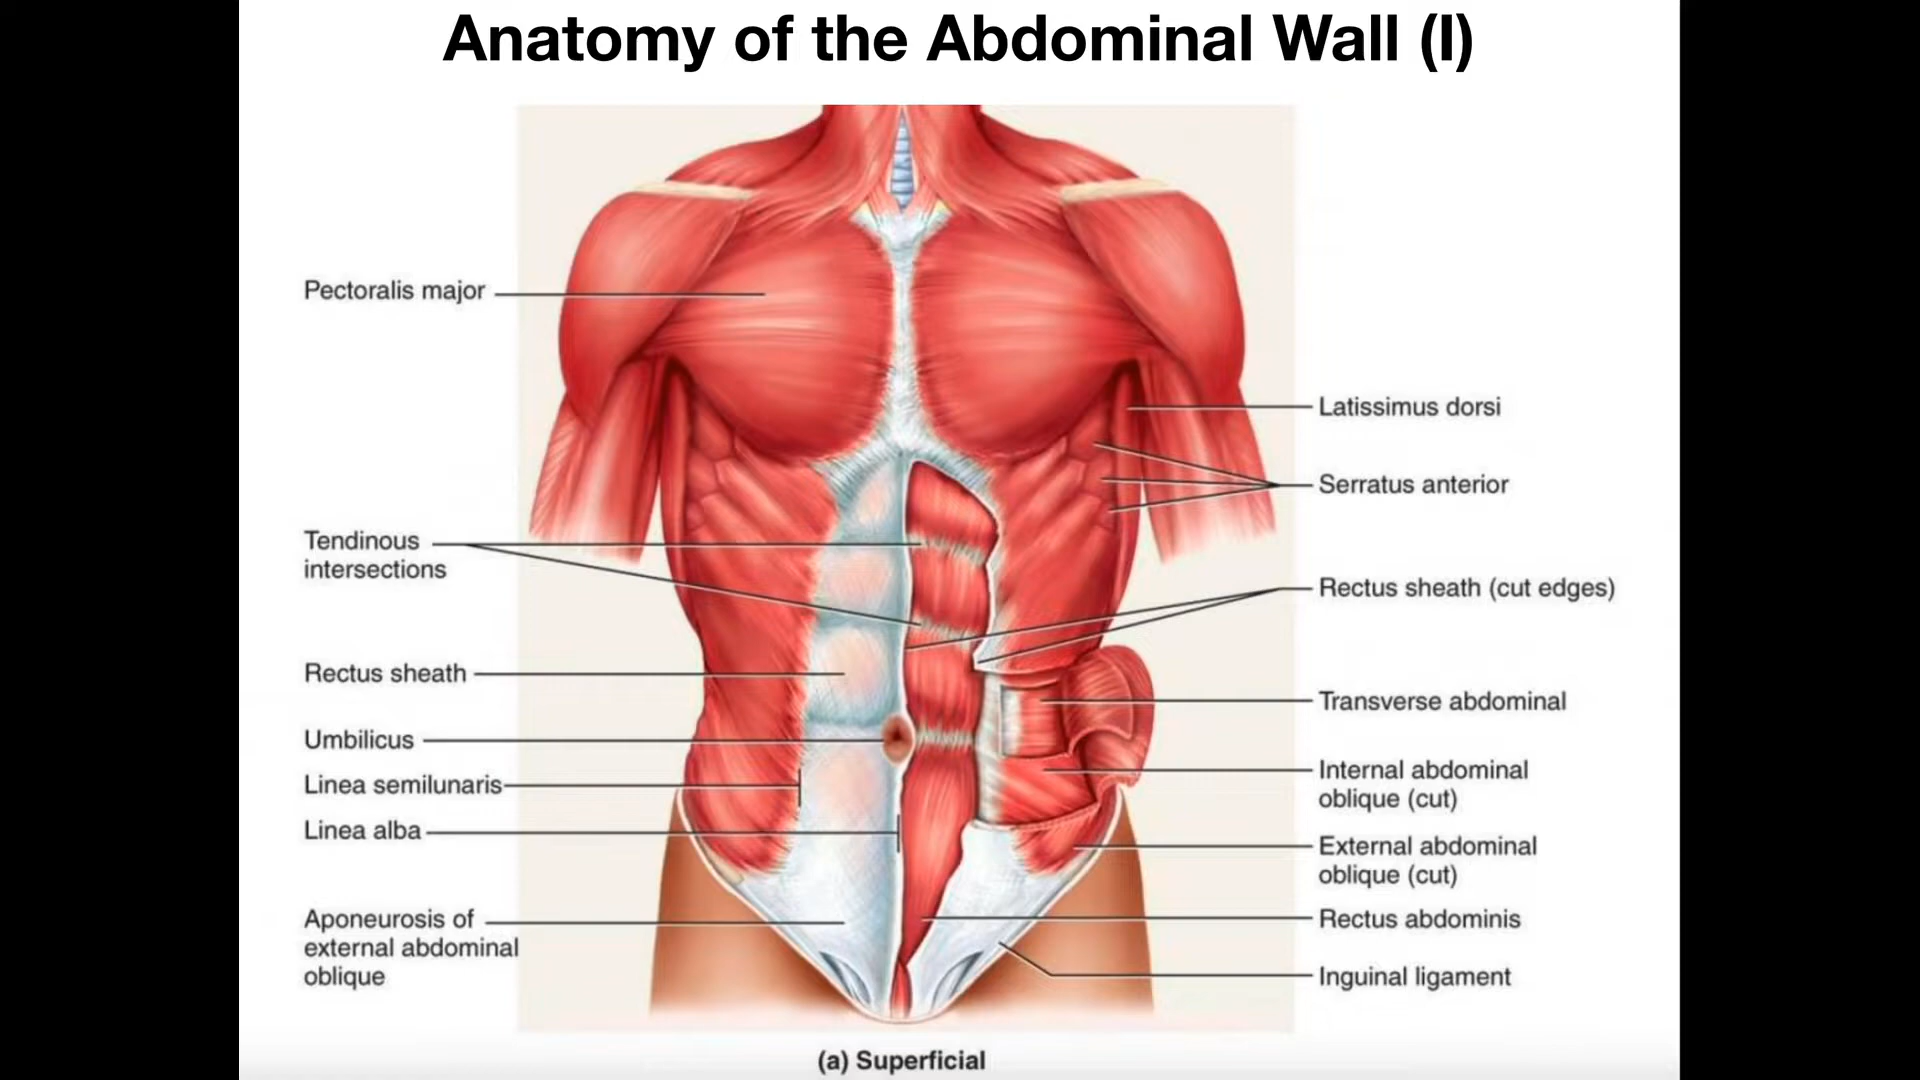 Anatomy of the Abdominal Wall (I)
Pectoralis major
Tendinous
intersections
Rectus sheath
Umbilicus
Linea semilunaris
Linea alba
Aponeurosis of
external abdominal
oblique
Latissimus dorsi
Serratus anterior
Rectus sheath (cut edges)
Transverse abdominal
Internal abdominal
oblique (cut)
External abdominal
oblique (cut)
Rectus abdominis
Inguinal ligament
(a) Superficial